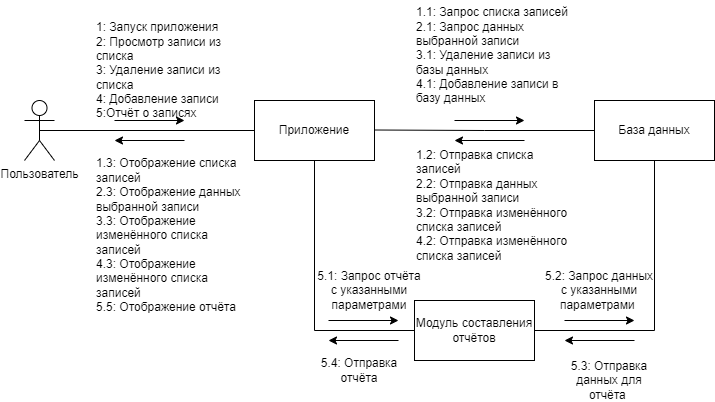 1: Запуск приложения
2: Просмотр записи из
списка
3: Удаление записи из
списка
4: Добавление записи
5:Отчёт о записях
1.1: Запрос списка записей
2.1: Запрос данных
выбранной записи
3.1: Удаление записи из
базы данных
4.1: Добавление записи в
базу данных
Пользователь
Приложение
База данных
1.3: Отображение списка
записей
2.3: Отображение данных
выбранной записи
3.3: Отображение
изменённого списка
записей
4.3: Отображение
изменённого списка
записей
5.5: Отображение отчёта
1.2: Отправка списка
записей
2.2: Отправка данных
выбранной записи
3.2: Отправка изменённого
списка записей
4.2: Отправка изменённого
списка записей
5.1: Запрос отчёта
с указанными
параметрами
5.2: Запрос данных
с указанными
параметрами
Модуль составления
отчётов
5.4: Отправка
отчёта
5.3: Отправка
данных для
отчёта